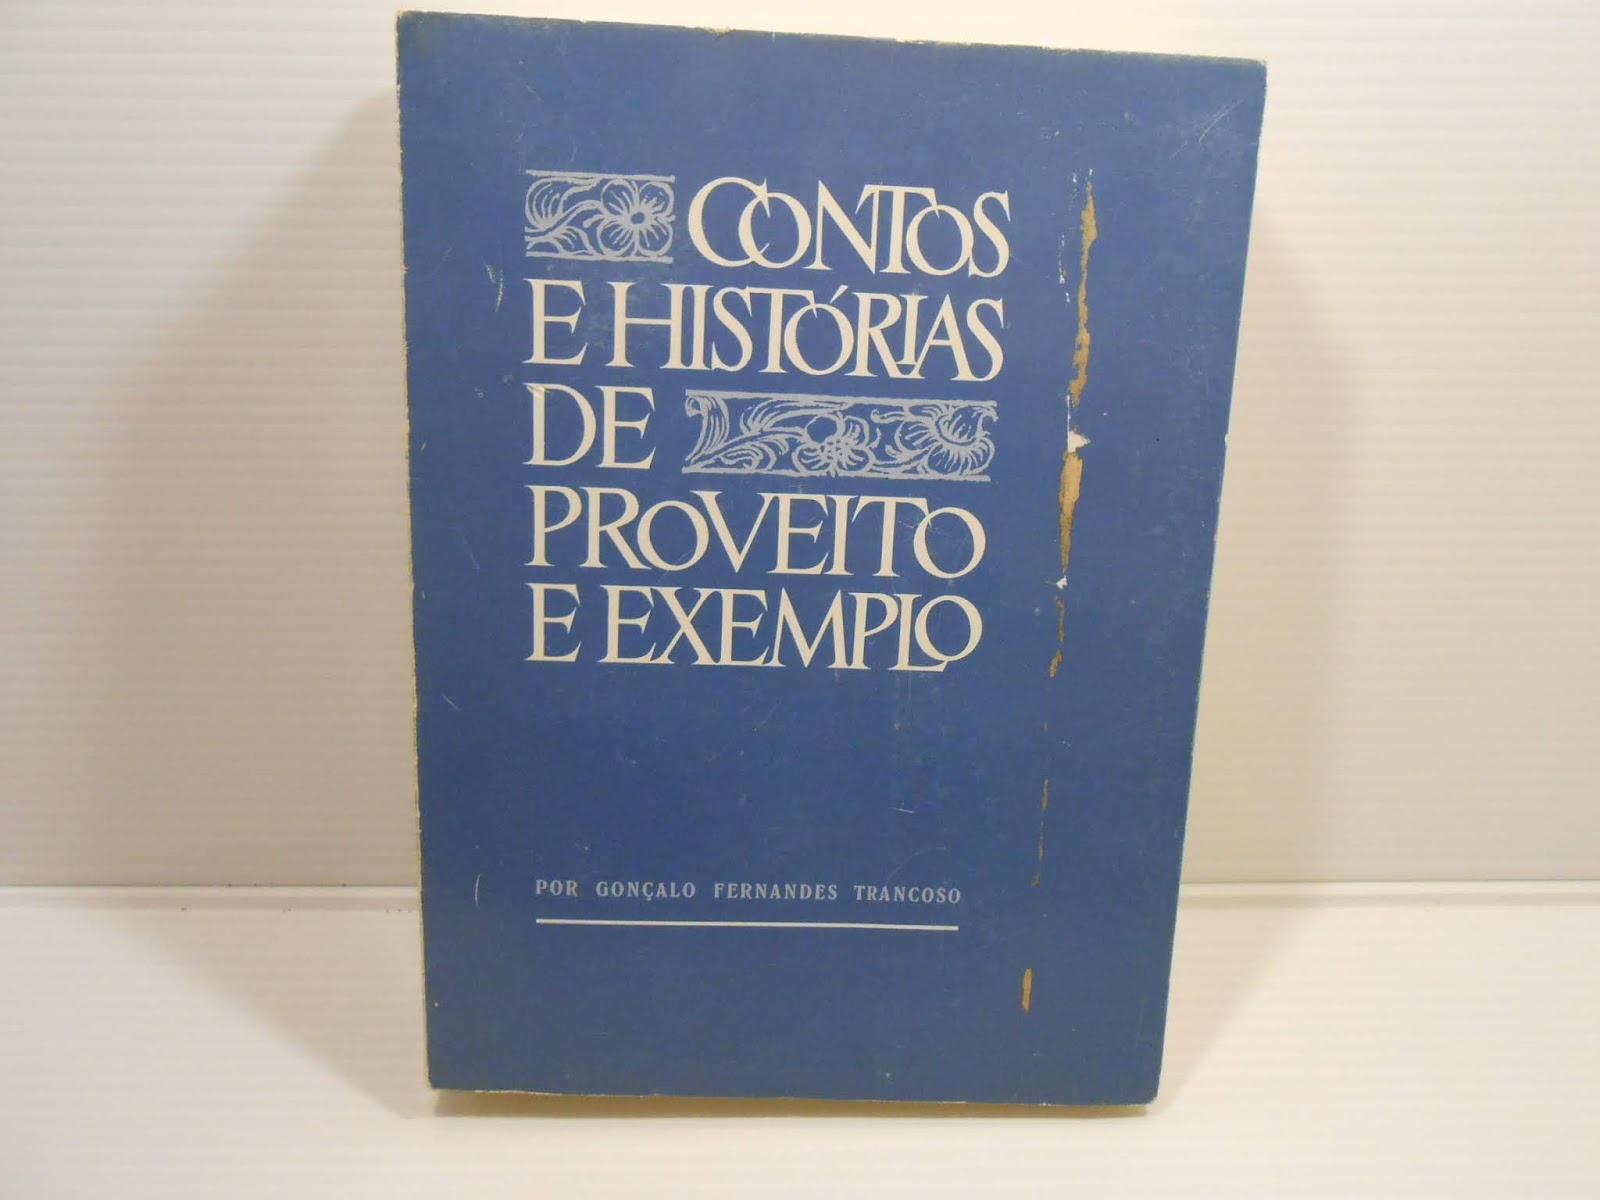 CONTOS
E HISTÓRIAS
DE
PROVEITO
E EXEMPLO
POR GONÇALO FERNANDES TRANCOSO